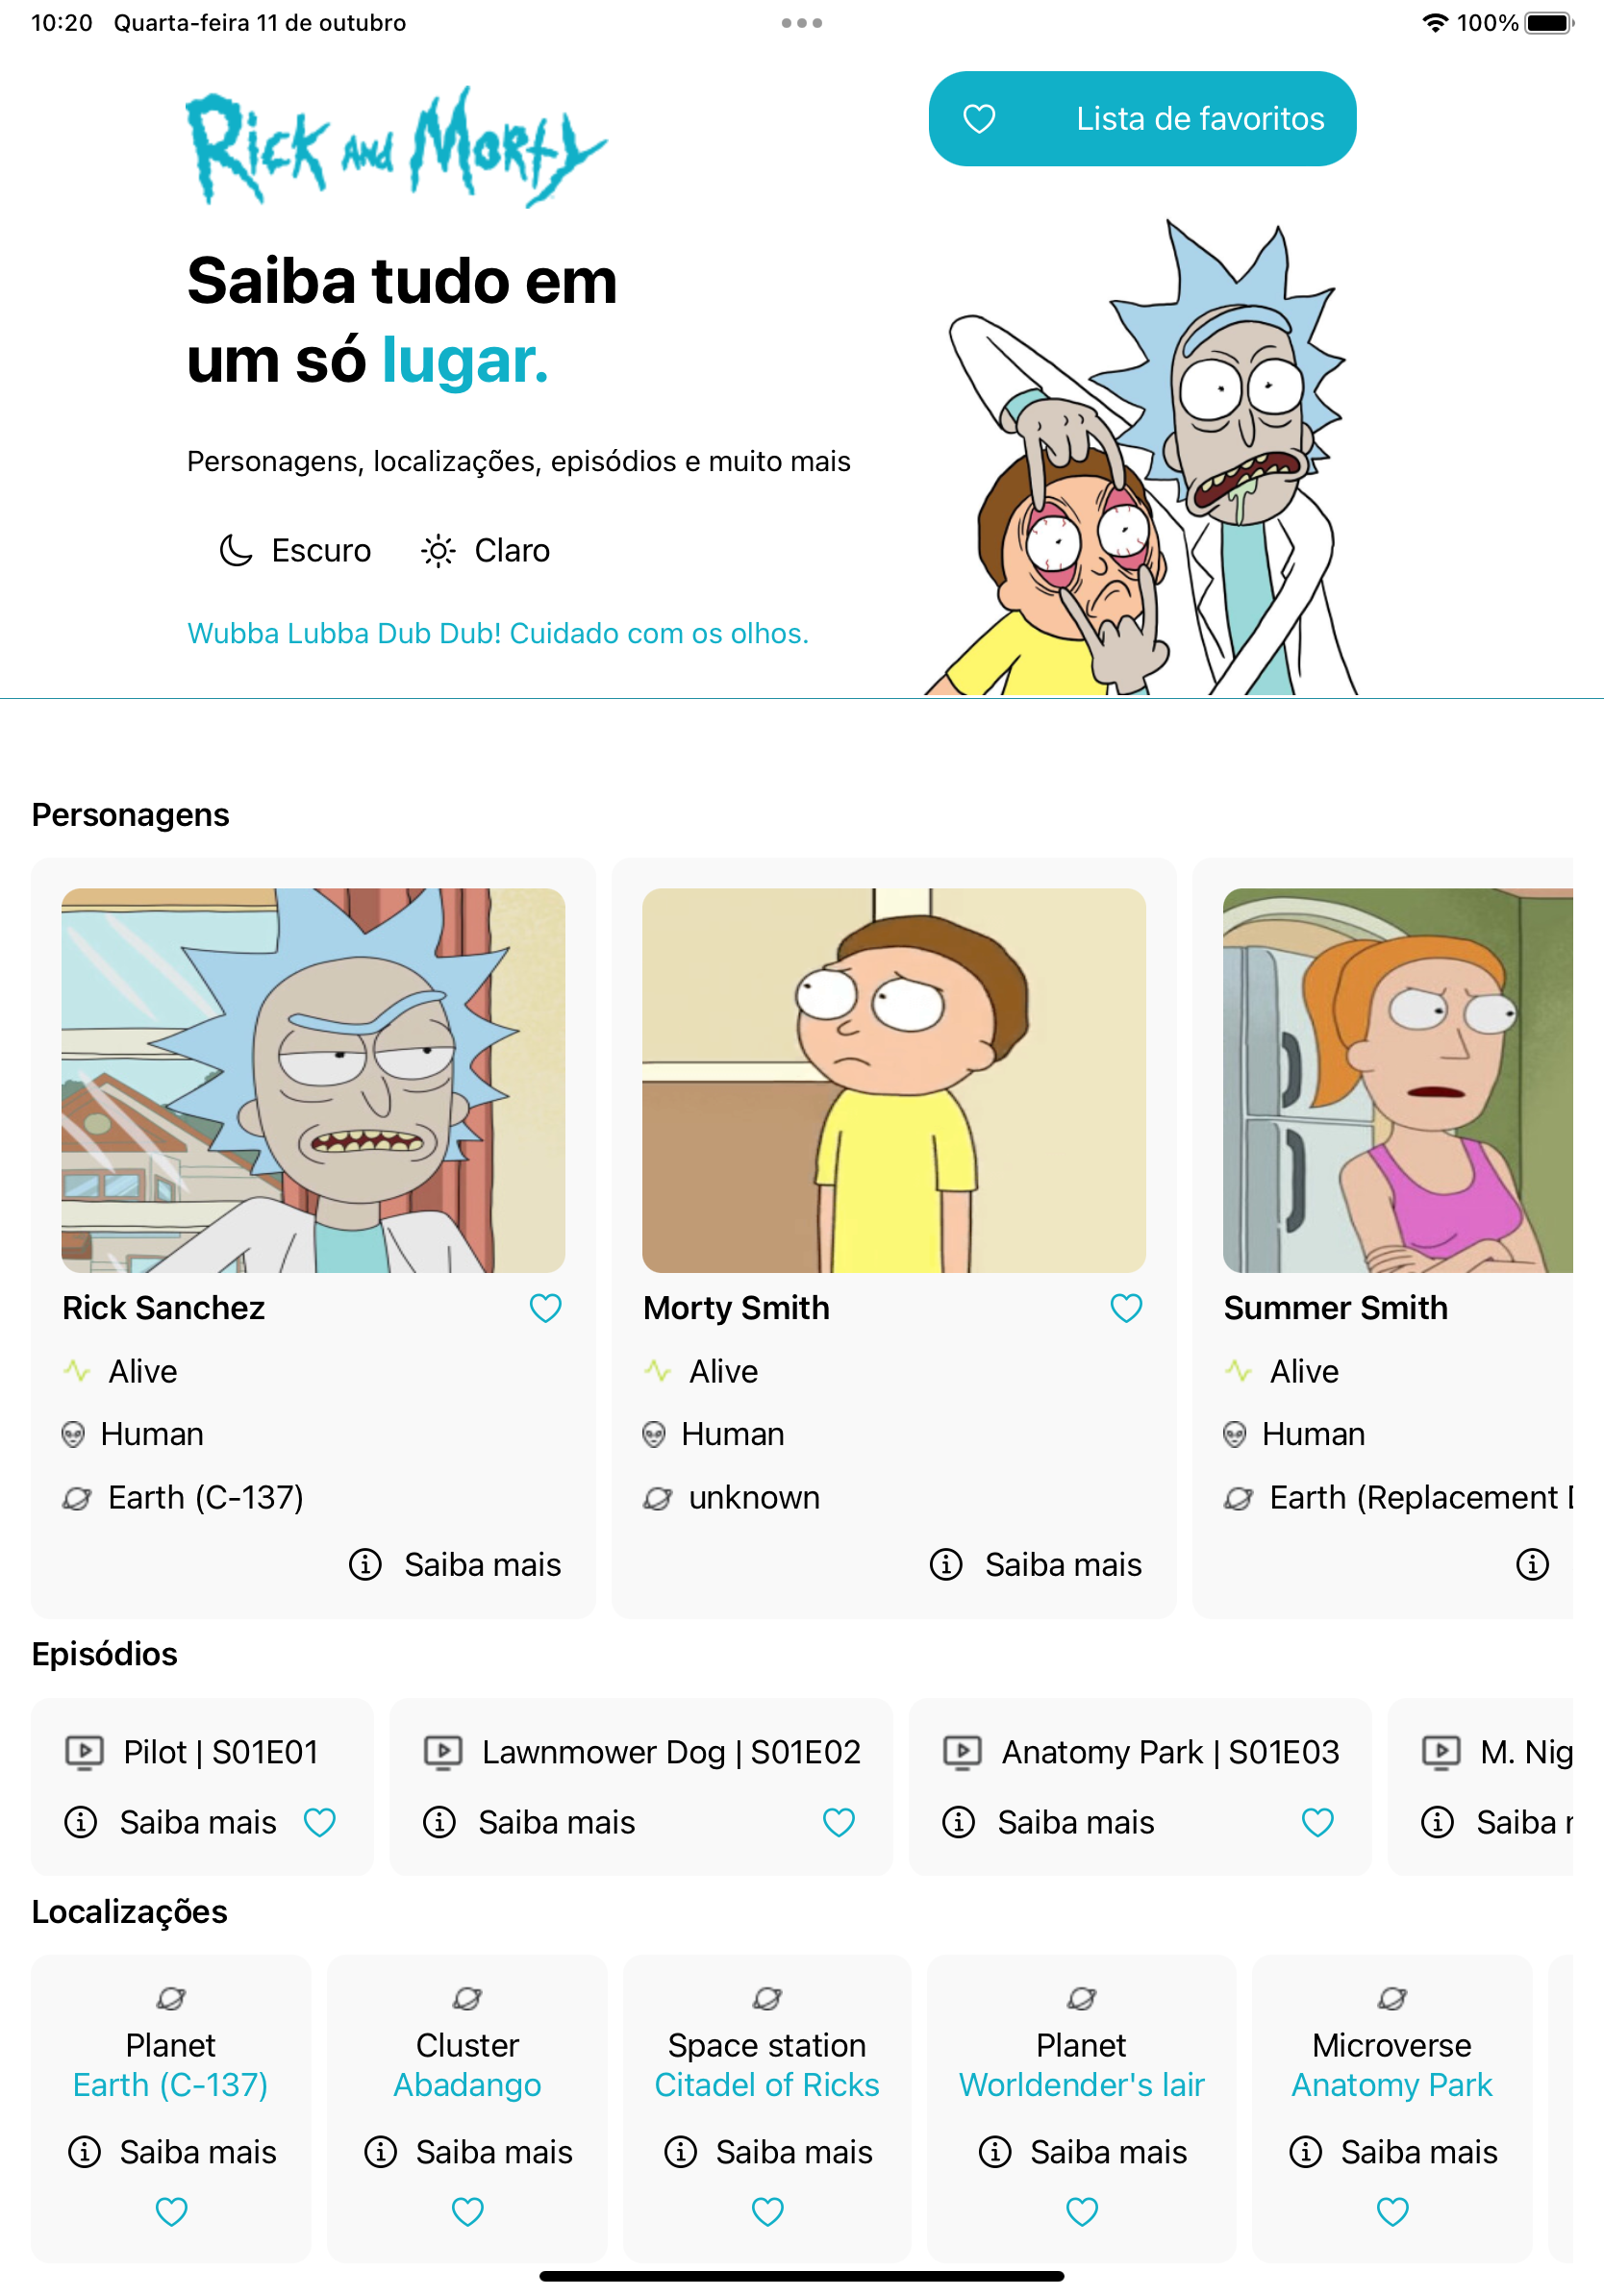 10:20 Quarta-feira 11 de outubro
100%
Rick and Morty
Lista de favoritos
Saiba tudo em
um só lugar.
Personagens, localizações, episódios e muito mais
Escuro Claro
Wubba Lubba Dub Dub! Cuidado com os olhos.
Personagens
Rick Sanchez
Alive
Human
Earth (C-137)
Saiba mais
Morty Smith
Alive
Human
unknown
Saiba mais
Summer Smith
Alive
Human
Earth (Replacement
Episódios
Pilot | S01E01
Saiba mais
Lawnmower Dog | S01E02
Saiba mais
Anatomy Park | S01E03
Saiba mais
M. Nig
Saiba
Localizações
Planet
Earth (C-137)
Saiba mais
Cluster
Abadango
Saiba mais
Space station
Citadel of Ricks
Saiba mais
Planet
Worldender's lair
Saiba mais
Microverse
Anatomy Park
Saiba mais